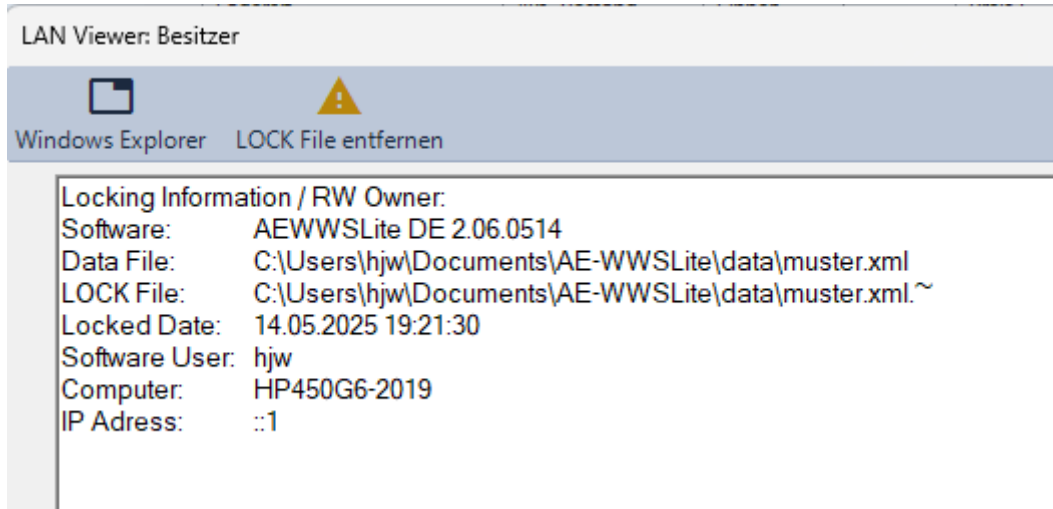 LAN Viewer: Besitzer
Windows Explorer LOCK File entfernen
Locking Information / RW Owner:
Software: AEWWSLite DE 2.06.0514
Data File: C:\Users\hjw\Documents\AE-WWSLite\data\muster.xml
LOCK File: C:\Users\hjw\Documents\AE-WWSLite\data\muster.xml.~
Locked Date: 14.05.2025 19:21:30
Software User: hjw
Computer: HP450G6-2019
IP Adress: ::1